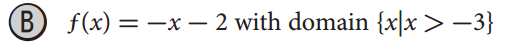 B f(x) = −x − 2 with domain {x|x > −3}